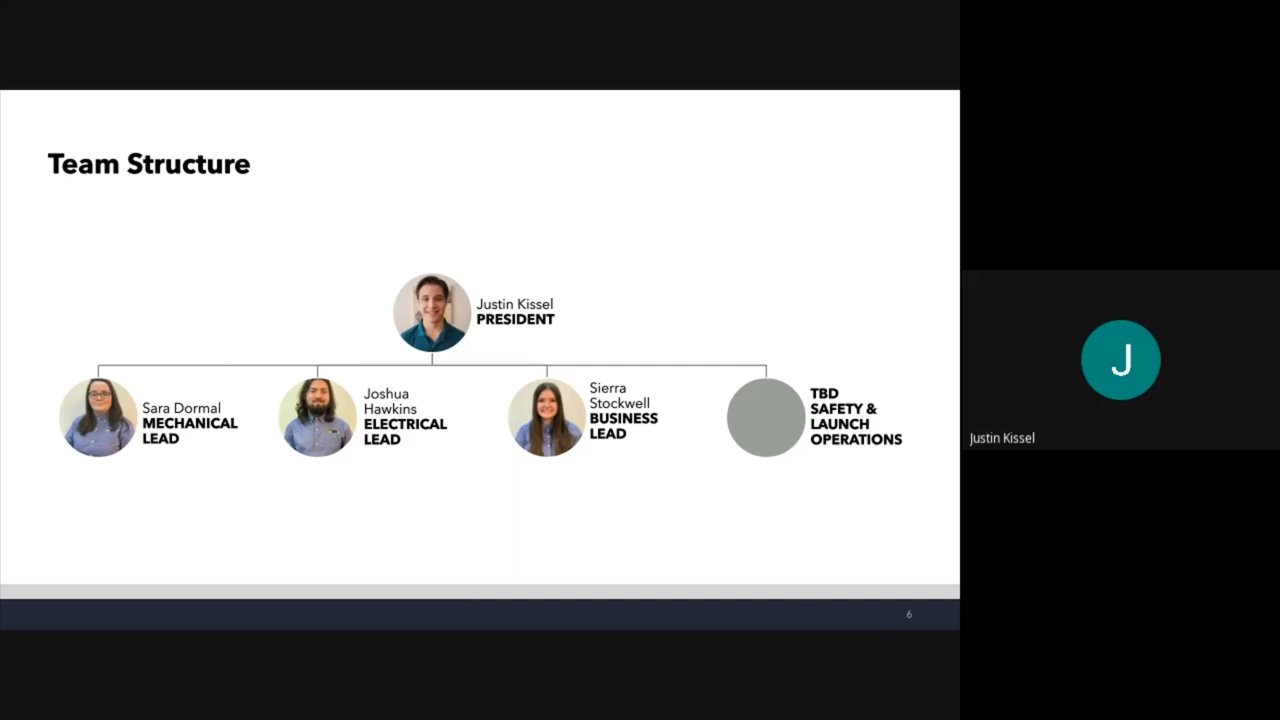 Team Structure
Justin Kissel
PRESIDENT
Sara Dormal
MECHANICAL
LEAD
Joshua
Hawkins
ELECTRICAL
LEAD
Sierra
Stockwell
BUSINESS
LEAD
TBD
SAFETY &
LAUNCH
OPERATIONS
6
J
Justin Kissel